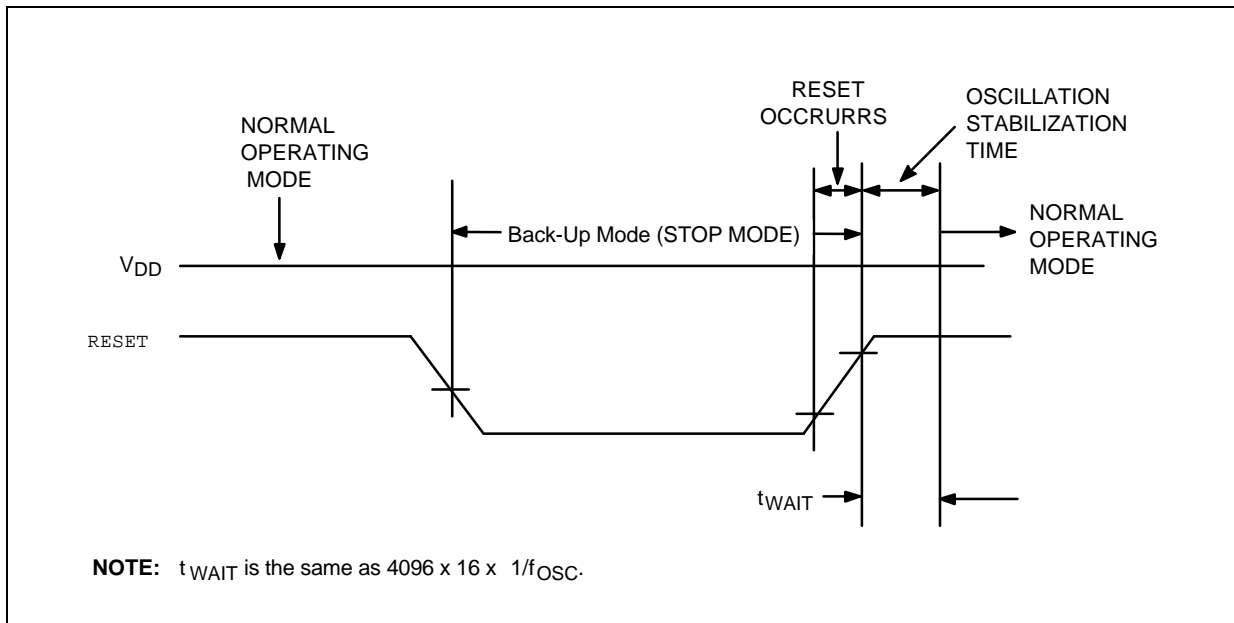 RESET
OCCRURRS
OSCILLATION
STABILIZATION
TIME
NORMAL
OPERATING
MODE
Back-Up Mode (STOP MODE)
NORMAL
OPERATING
MODE
VDD
RESET
tWAIT
NOTE: t WAIT is the same as 4096 x 16 x 1/fOSC.